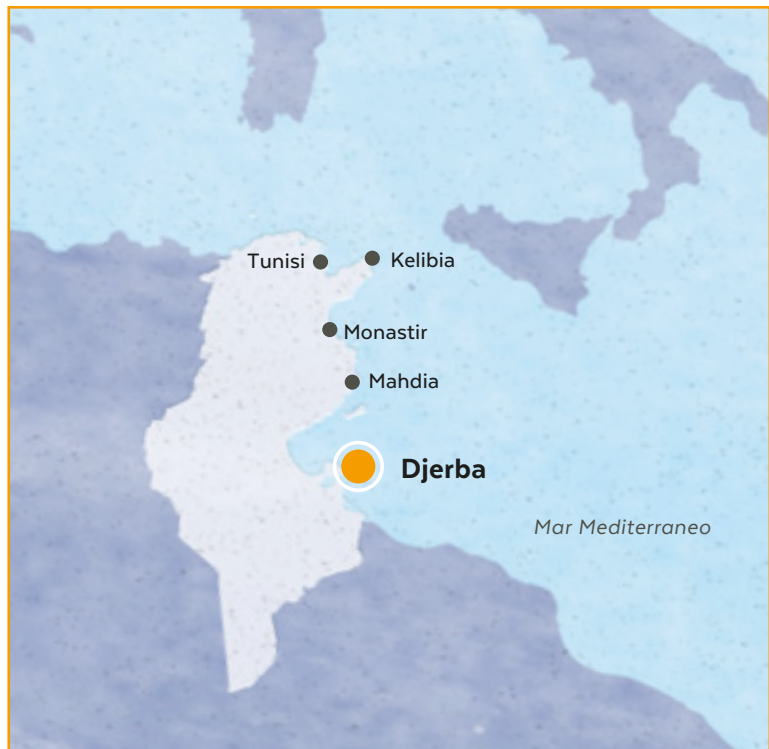 Tunisi
Kelibia
Monastir
Mahdia
Djerba
Mar Mediterraneo